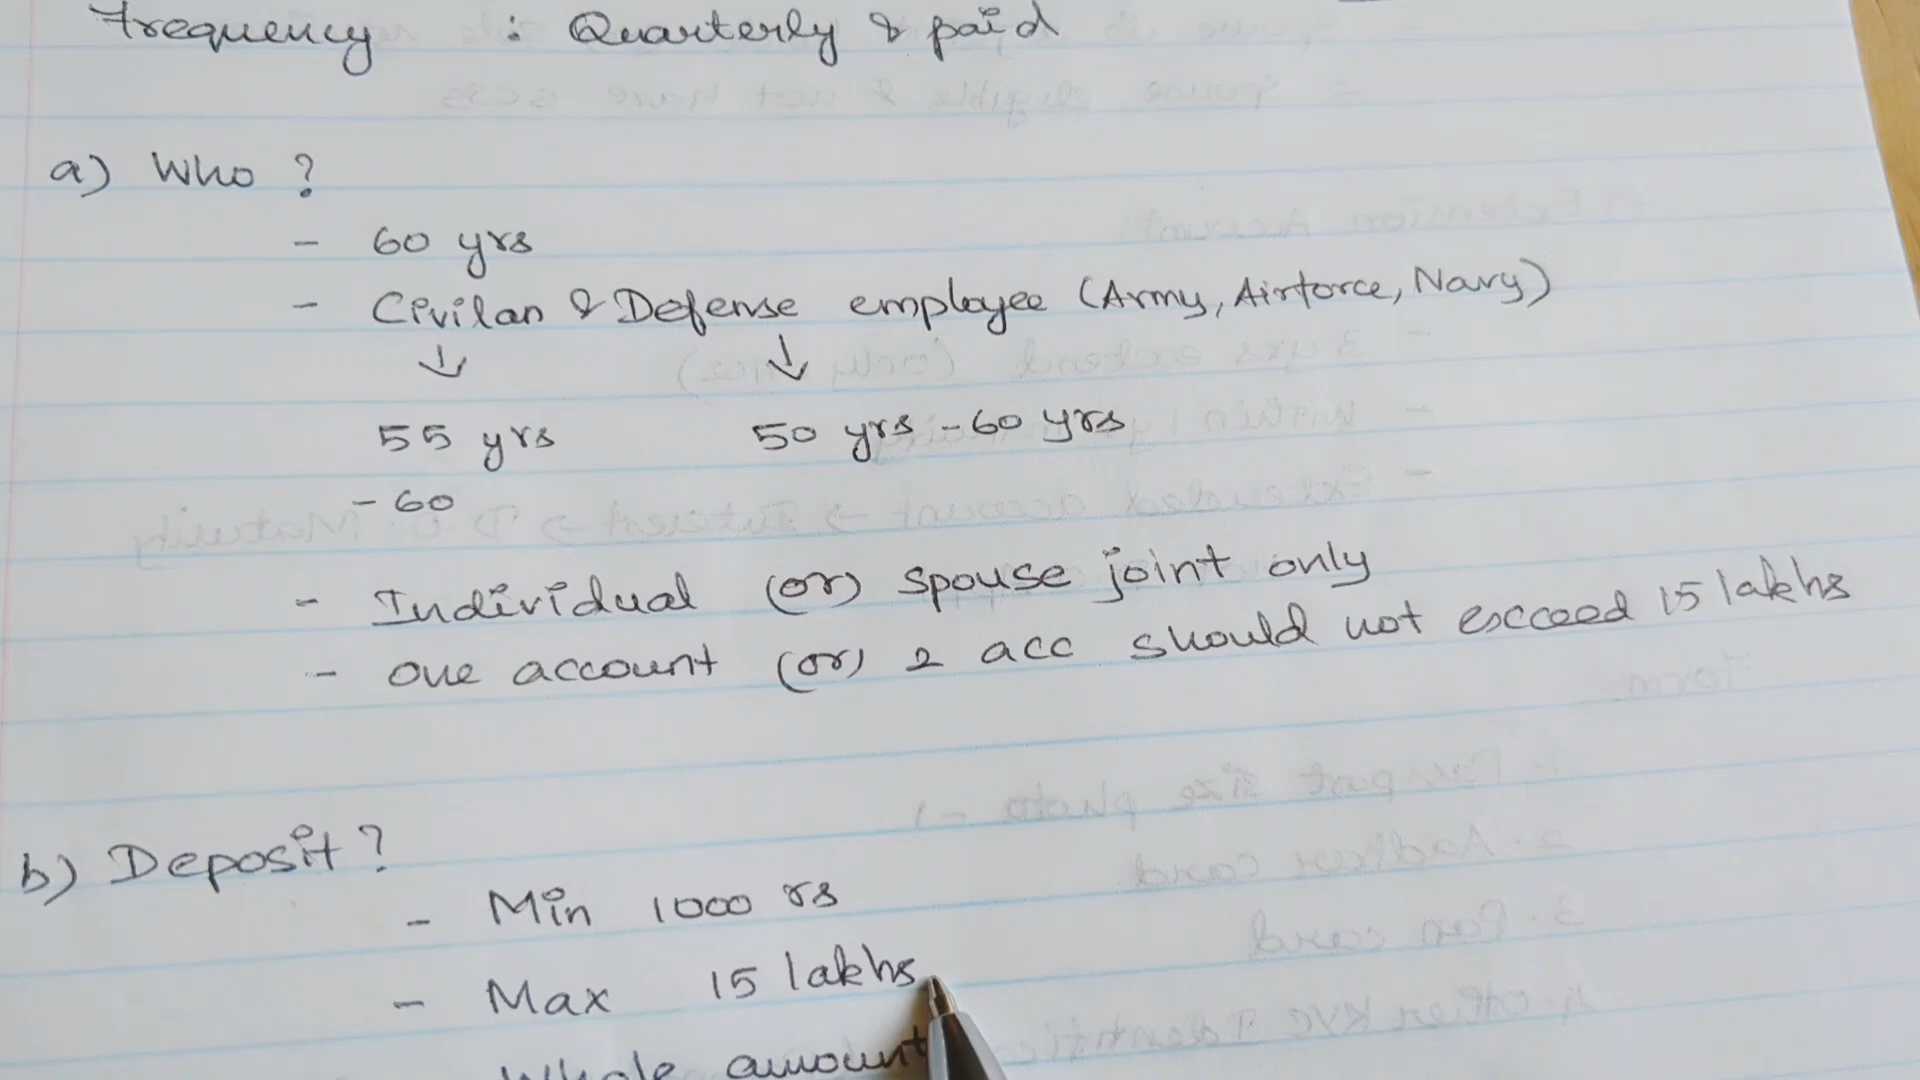 Frequency : Quarterly & paid
a) Who ?
- 60 yrs
- Civilan & Defense employee (Army, Airforce, Navy)
↓ ↓
55 yrs 50 yrs - 60 yrs
- 60
- Individual (or) spouse joint only
- one account (or) 2 acc should not exceed 15 lakhs
b) Deposit ?
- Min 1000 rs
- Max 15 lakhs
Whole amount